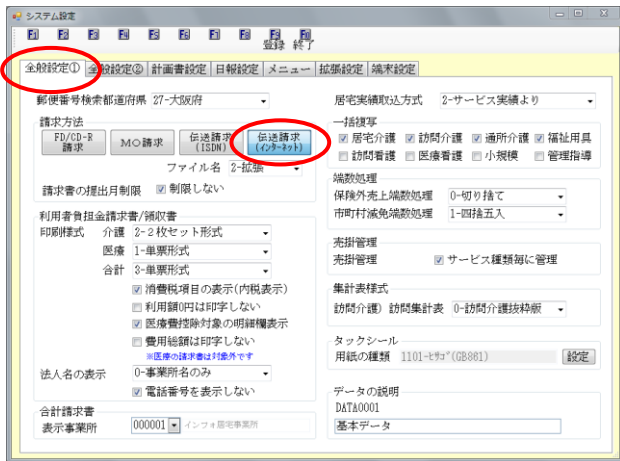 システム設定
F1 F2 F3 F4 F5 F6 F7 F8 F9 F10
登録 終了
全般設定① 全般設定② 計画書設定 日報設定 メニュー 拡張設定 端末設定
郵便番号検索都道府県 27-大阪府
請求方法
FD/CD-R
請求
MO請求
伝送請求
(ISDN)
伝送請求
(インターネット)
ファイル名 2-拡張
請求書の提出月制限 制限しない
利用者負担金請求書/領収書
印刷様式 介護 2-2枚セット形式
医療 1-単票形式
合計 3-単票形式
消費税項目の表示(内税表示)
利用額0円は印字しない
医療費控除対象の明細欄表示
費用総額は印字しない
※医療の請求書は対象外です
法人名の表示 0-事業所名のみ
電話番号を表示しない
合計請求書
表示事業所 000001 インフォ居宅事業所
居宅実績取込方式 2-サービス実績より
一括複写
居宅介護 訪問介護 通所介護 福祉用具
訪問看護 医療看護 小規模 管理指導
端数処理
保険外売上端数処理 0-切り捨て
市町村減免端数処理 1-四捨五入
売掛管理
売掛管理 サービス種類毎に管理
集計表様式
訪問介護) 訪問集計表 0-訪問介護抜粋版
タックシール
用紙の種類 1101-ヒサゴ(GB861) 設定
データの説明
DATA0001
基本データ